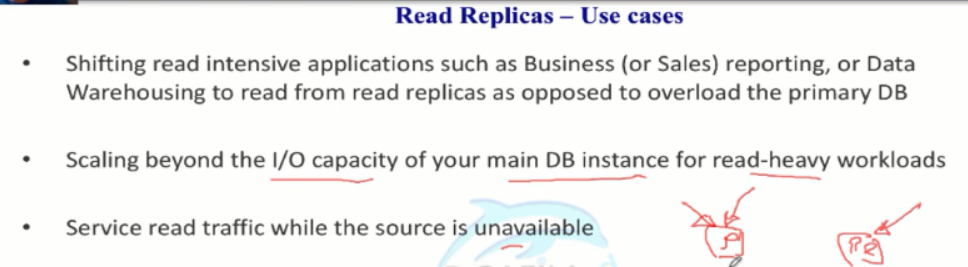 Read Replicas – Use cases
• Shifting read intensive applications such as Business (or Sales) reporting, or Data
Warehousing to read from read replicas as opposed to overload the primary DB
• Scaling beyond the I/O capacity of your main DB instance for read-heavy workloads
• Service read traffic while the source is unavailable
P